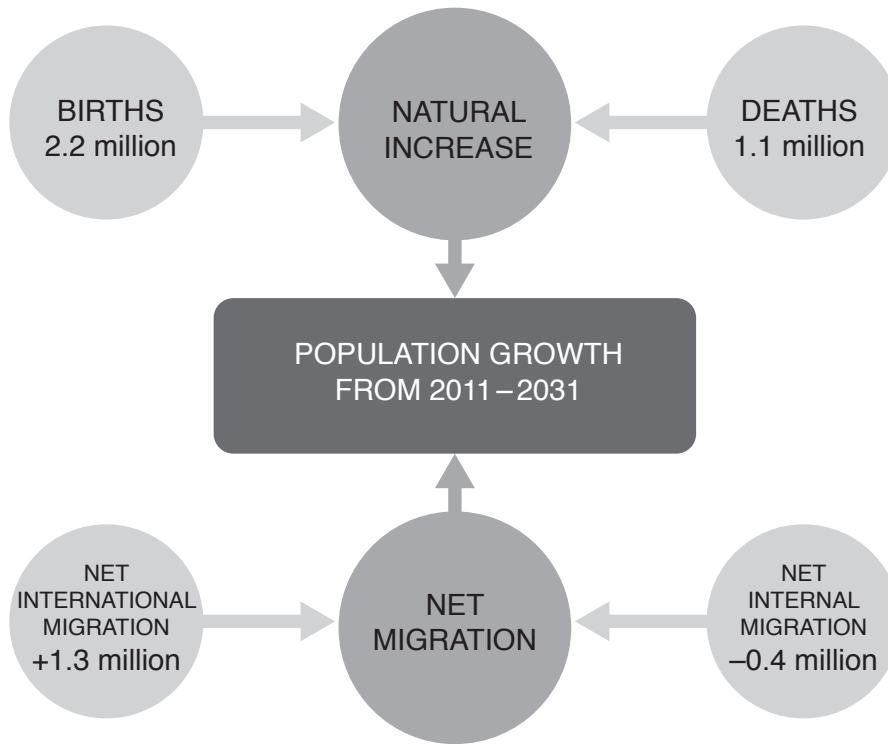 BIRTHS
2.2 million
NATURAL
INCREASE
DEATHS
1.1 million
POPULATION GROWTH
FROM 2011–2031
NET
INTERNATIONAL
MIGRATION
+1.3 million
NET
MIGRATION
NET
INTERNAL
MIGRATION
–0.4 million